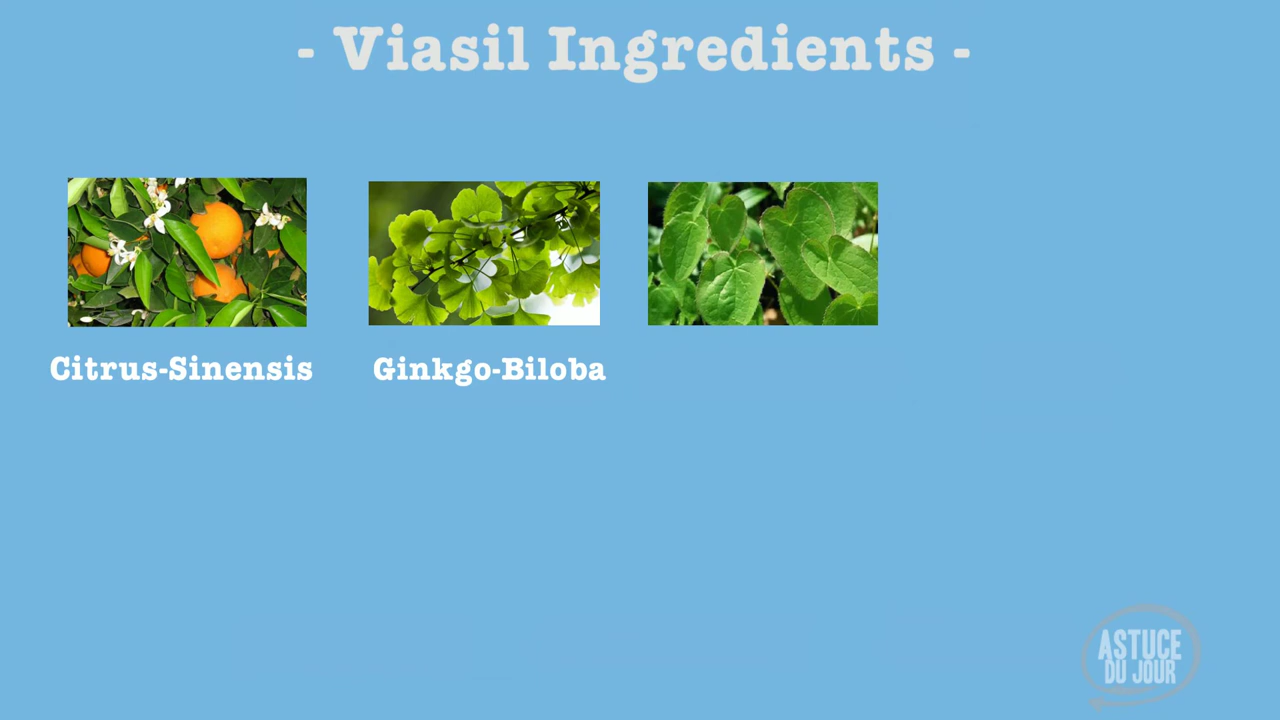 - Viasil Ingredients -
Citrus-Sinensis
Ginkgo-Biloba
ASTUCE
DU JOUR